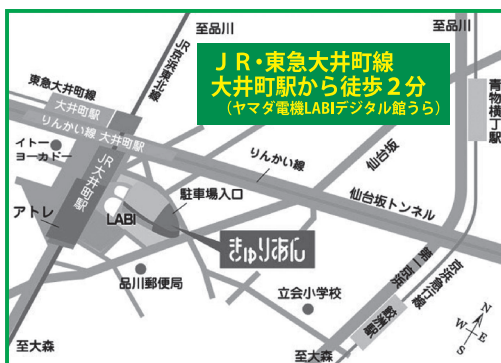 至品川
至品川
JR京浜東北線
JR・東急大井町線
大井町駅から徒歩2分
（ヤマダ電機LABIデジタル館うら）
東急大井町線
大井町駅
りんかい線 大井町駅
青物横丁駅
イトー
ヨーカドー
JR大井町駅
りんかい線
仙台坂
仙台坂トンネル
駐車場入口
アトレ
LABI
きゅりあん
品川郵便局
立会小学校
第一京浜
京浜急行線
鮫洲駅
N
W
E
S
至大森
至大森